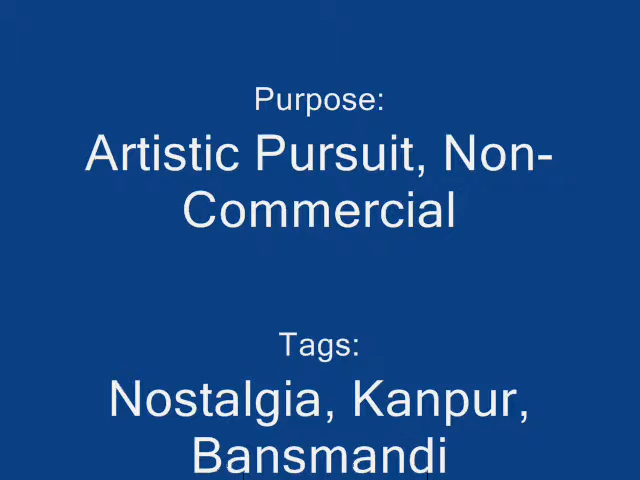 Purpose:
Artistic Pursuit, Non-
Commercial
Tags:
Nostalgia, Kanpur,
Bansmandi